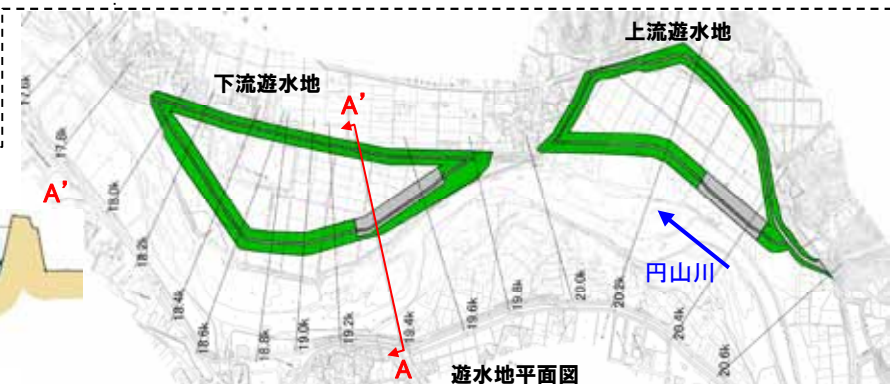 上流遊水地
下流遊水地
A'
A'
17.6k
17.8k
18.0k
18.2k
18.4k
18.6k
18.8k
19.0k
19.2k
19.4k
19.6k
19.8k
20.0k
20.2k
20.4k
20.6k
円山川
A
遊水地平面図